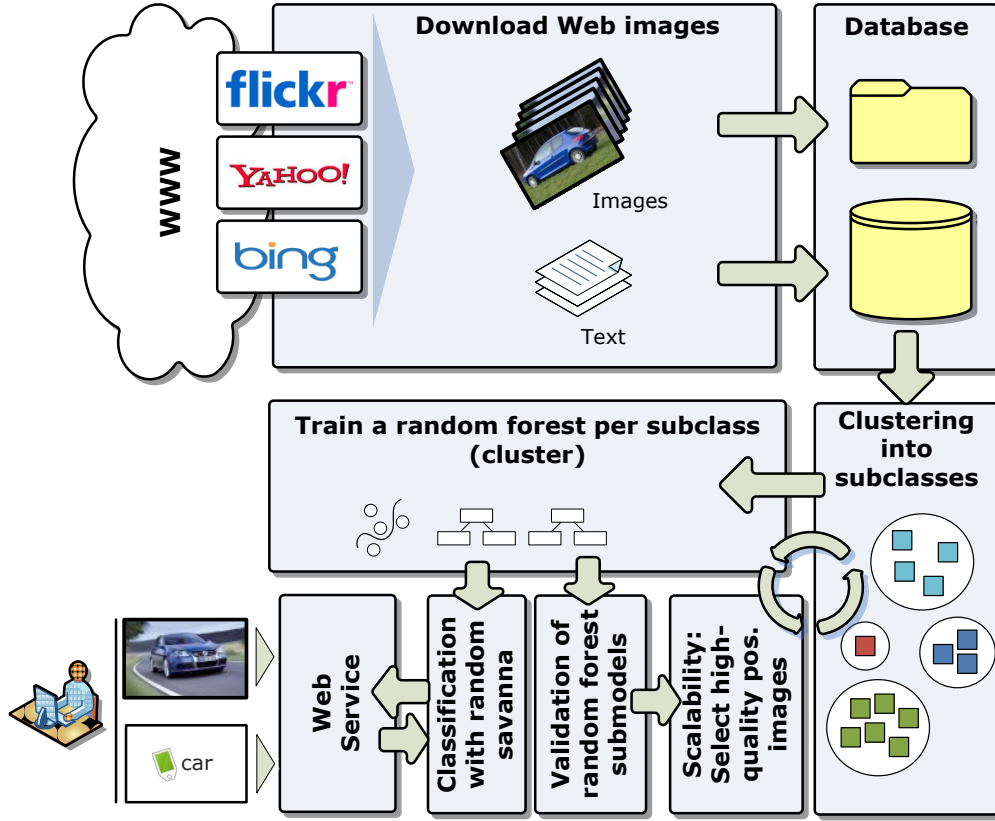 Download Web images
Database
www
flickr
YAHOO!
bing
Images
Text
Train a random forest per subclass
(cluster)
Clustering
into
subclasses
Web
Service
Classification
with random
savanna
Validation of
random forest
submodels
Scalability:
Select high-
quality pos.
images
car